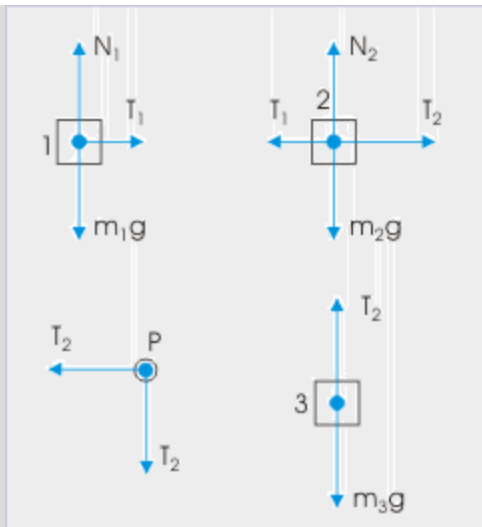 N₁
N₂
T₁
T₁
2
T₂
1
m₁g
m₂g
T₂
P
T₂
T₂
3
m₃g